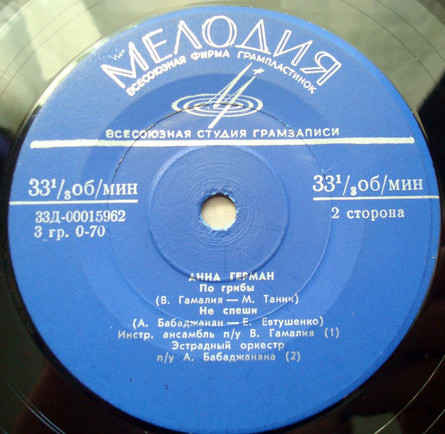 МЕЛОДИЯ
ВСЕСОЮЗНАЯ ФИРМА ГРАМПЛАСТИНОК
ВСЕСОЮЗНАЯ СТУДИЯ ГРАМЗАПИСИ
33¹/₃об/мин 33¹/₃об/мин
33Д-00015962 2 сторона
3 гр. 0-70
АННА ГЕРМАН
По грибы
(В. Гамалия — М. Танич)
Не спеши
(А. Бабаджанян — Е. Евтушенко)
Инстр. ансамбль п/у В. Гамалия (1)
Эстрадный оркестр
п/у А. Бабаджаняна (2)